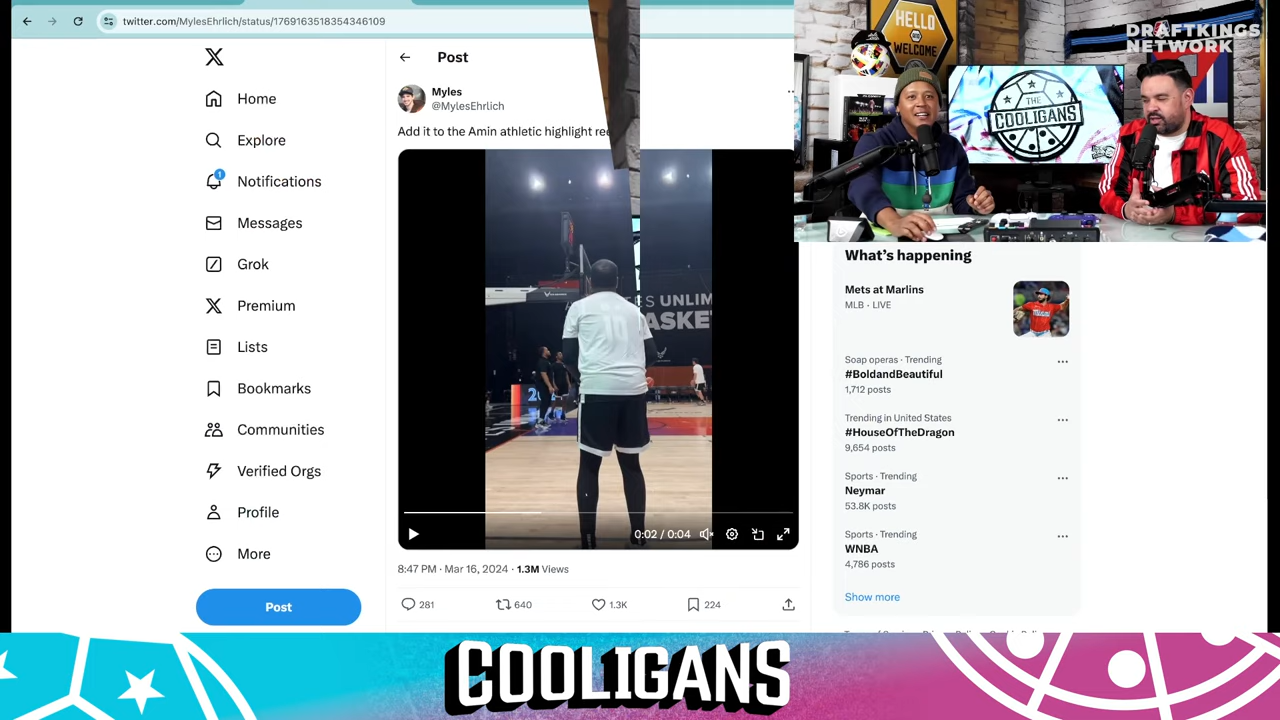 twitter.com/MylesEhrlich/status/1769163518354346109
Home
Explore
1
Notifications
Messages
Grok
Premium
Lists
Bookmarks
Communities
Verified Orgs
Profile
More
Post
Post
Myles
@MylesEhrlich
Add it to the Amin athletic highlight
ES UNLIM
ASKE
0:02 / 0:04
8:47 PM · Mar 16, 2024 · 1.3M Views
281
640
1.3K
224
HELLO
WELCOME
DRAFTKINGS
NETWORK
THE
COOLIGANS
What's happening
Mets at Marlins
MLB · LIVE
Soap operas · Trending
#BoldandBeautiful
1,712 posts
Trending in United States
#HouseOfTheDragon
9,654 posts
Sports · Trending
Neymar
53.8K posts
Sports · Trending
WNBA
4,786 posts
Show more
COOLIGANS